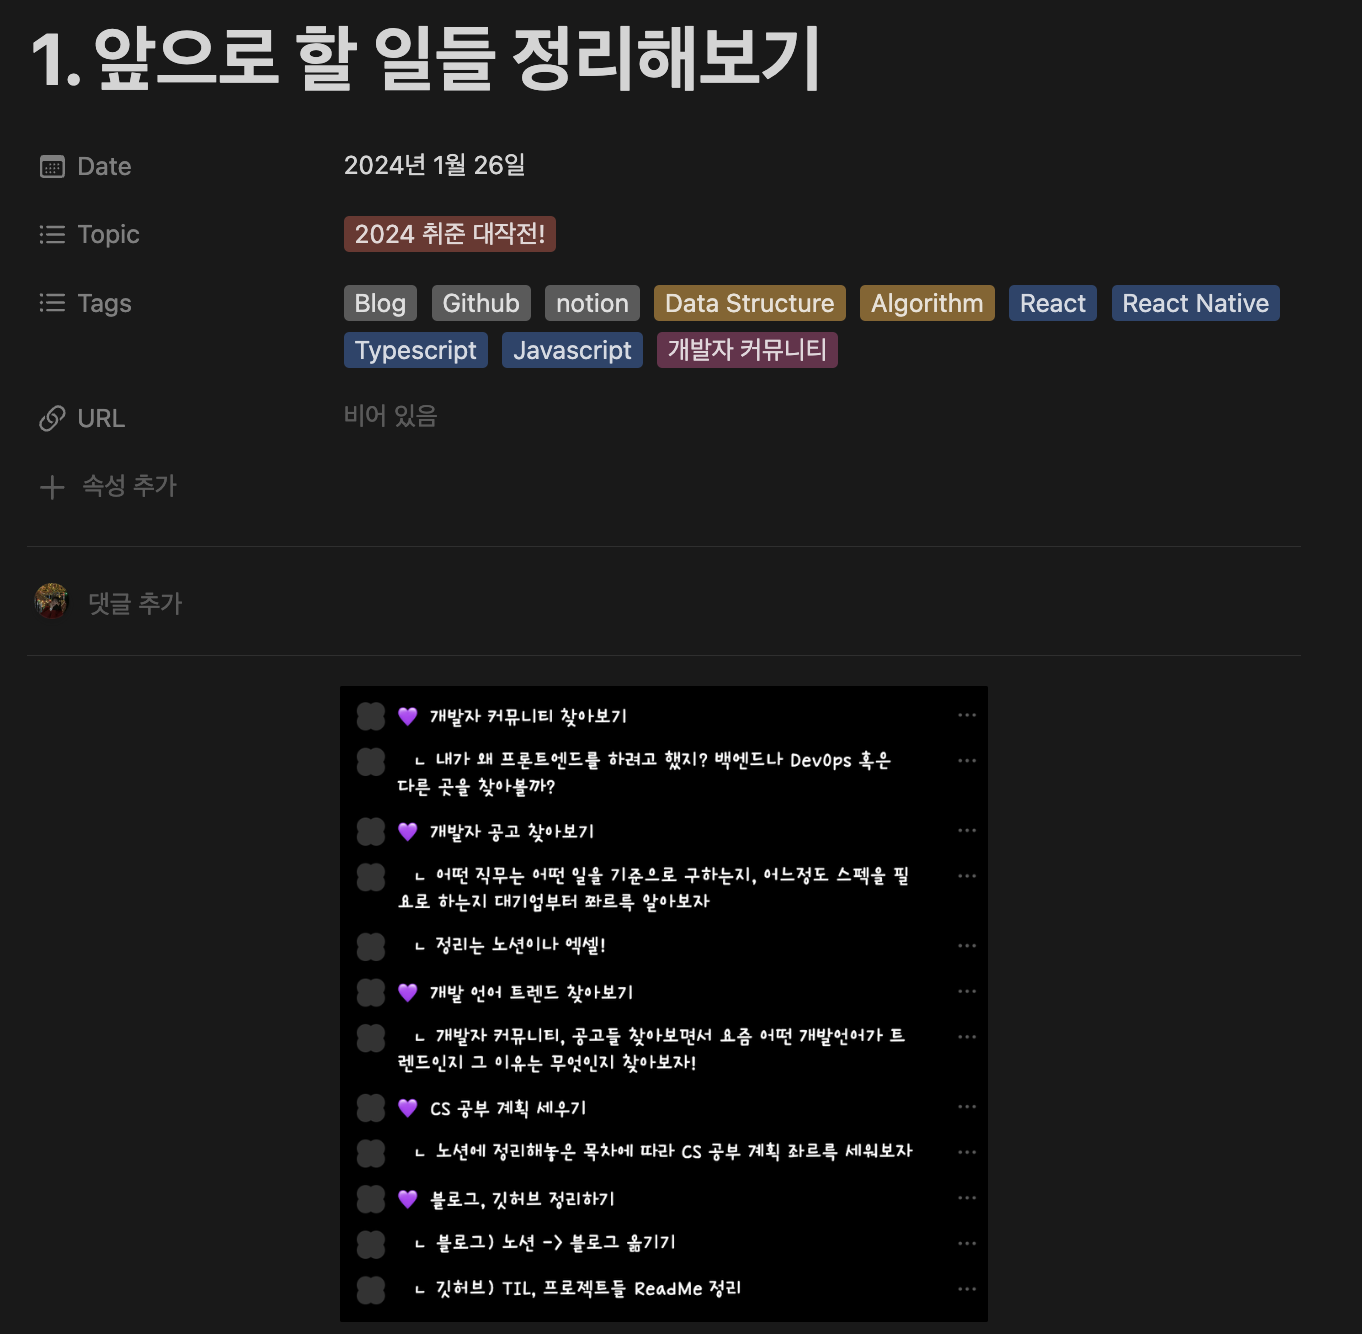 1. 앞으로 할 일들 정리해보기
Date 2024년 1월 26일
Topic 2024 취준 대작전!
Tags Blog Github notion Data Structure Algorithm React React Native
Typescript Javascript 개발자 커뮤니티
URL 비어 있음
속성 추가
댓글 추가
💜 개발자 커뮤니티 찾아보기
ㄴ 내가 왜 프론트엔드를 하려고 했지? 백엔드나 DevOps 혹은
다른 곳을 찾아볼까?
💜 개발자 공고 찾아보기
ㄴ 어떤 직무는 어떤 일을 기준으로 구하는지, 어느정도 스펙을 필
요로 하는지 대기업부터 쫘르륵 알아보자
ㄴ 정리는 노션이나 엑셀!
💜 개발 언어 트렌드 찾아보기
ㄴ 개발자 커뮤니티, 공고들 찾아보면서 요즘 어떤 개발언어가 트
렌드인지 그 이유는 무엇인지 찾아보자!
💜 CS 공부 계획 세우기
ㄴ 노션에 정리해놓은 목차에 따라 CS 공부 계획 좌르륵 세워보자
💜 블로그, 깃허브 정리하기
ㄴ 블로그) 노션 -> 블로그 옮기기
ㄴ 깃허브) TIL, 프로젝트들 ReadMe 정리